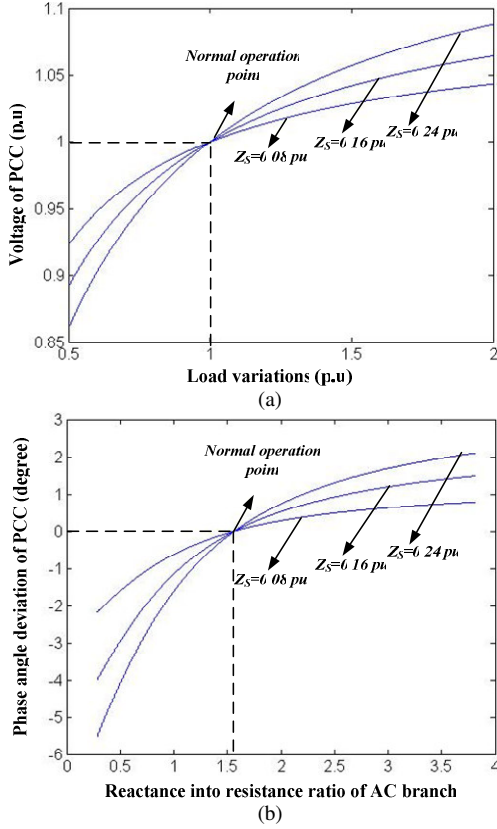 1.1
Normal operation
point
1.05
1
Z_S=0.08 pu
Z_S=0.16 pu
Z_S=0.24 pu
0.95
0.9
0.85
0.5
1
1.5
2
Voltage of PCC (p.u)
Load variations (p.u)
(a)
3
Normal operation
point
2
1
0
Z_S=0.08 pu
Z_S=0.16 pu
Z_S=0.24 pu
-1
-2
-3
-4
-5
-6
0
0.5
1
1.5
2
2.5
3
3.5
4
Phase angle deviation of PCC (degree)
Reactance into resistance ratio of AC branch
(b)